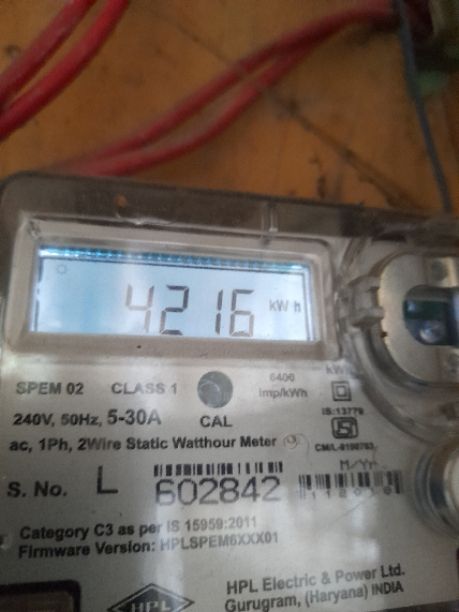 4216 kWh
SPEM 02 CLASS 1 6400 imp/kWh
240V, 50Hz, 5-30A CAL IS:13779
ac, 1Ph, 2Wire Static Watthour Meter
M/Yr
S. No. L 602842
Category C3 as per IS 15959:2011
Firmware Version: HPLSPEM6XXX01
HPL
HPL Electric & Power Ltd.
Gurugram, (Haryana) INDIA